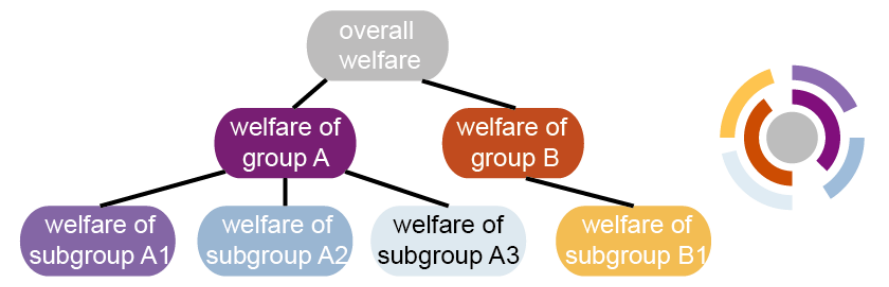 overall
welfare
welfare of
group A
welfare of
group B
welfare of
subgroup A1
welfare of
subgroup A2
welfare of
subgroup A3
welfare of
subgroup B1